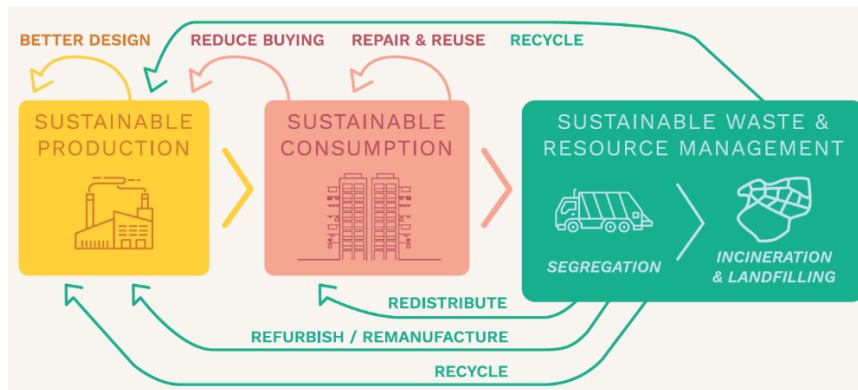 BETTER DESIGN
REDUCE BUYING
REPAIR & REUSE
RECYCLE
SUSTAINABLE
PRODUCTION
SUSTAINABLE
CONSUMPTION
SUSTAINABLE WASTE &
RESOURCE MANAGEMENT
SEGREGATION
INCINERATION
& LANDFILLING
REDISTRIBUTE
REFURBISH / REMANUFACTURE
RECYCLE